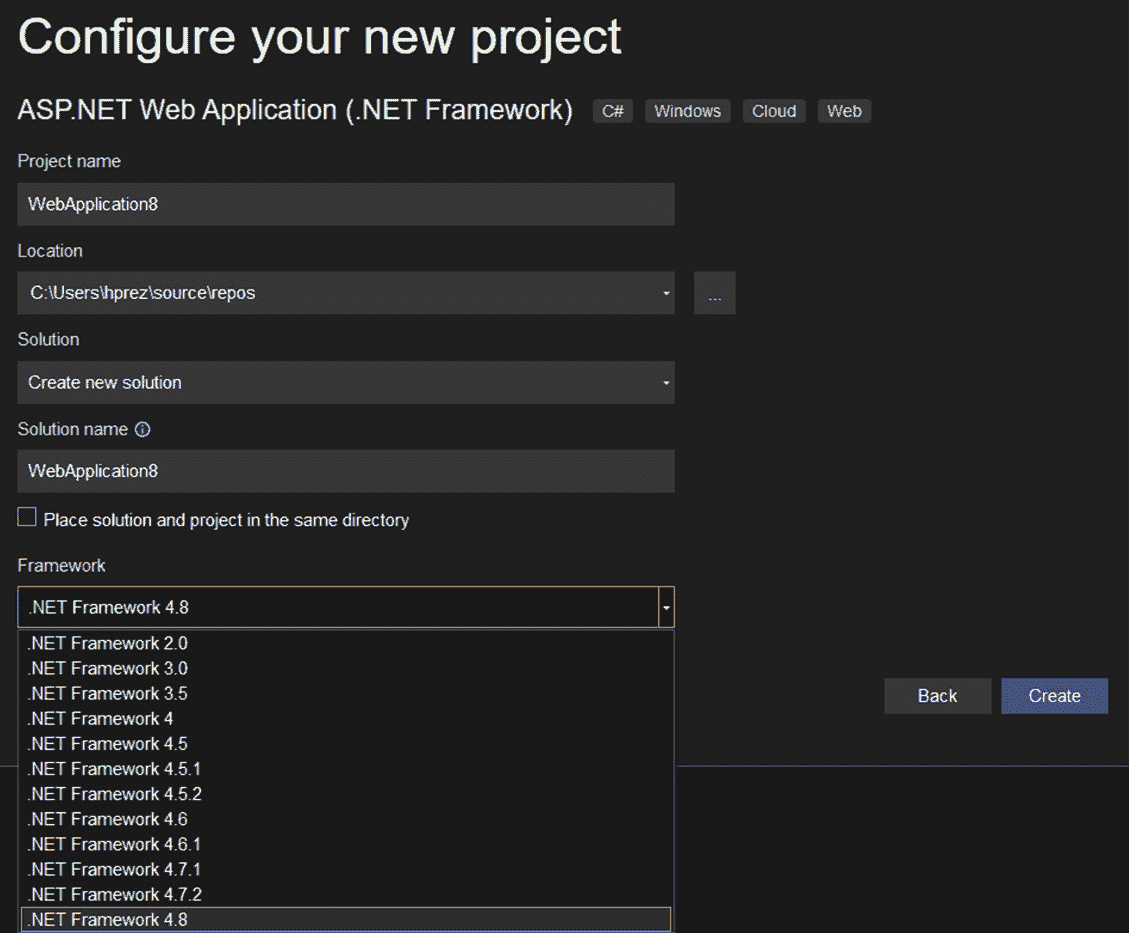 Configure your new project
ASP.NET Web Application (.NET Framework) C# Windows Cloud Web
Project name
WebApplication8
Location
C:\Users\hprez\source\repos
...
Solution
Create new solution
Solution name
WebApplication8
Place solution and project in the same directory
Framework
.NET Framework 4.8
.NET Framework 2.0
.NET Framework 3.0
.NET Framework 3.5
.NET Framework 4
.NET Framework 4.5
.NET Framework 4.5.1
.NET Framework 4.5.2
.NET Framework 4.6
.NET Framework 4.6.1
.NET Framework 4.7.1
.NET Framework 4.7.2
.NET Framework 4.8
Back Create